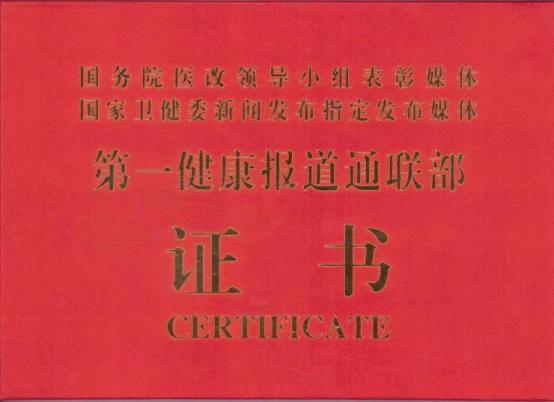 国务院医改领导小组表彰媒体
国家卫健委新闻发布指定发布媒体
第一健康报道通联部
证书
CERTIFICATE